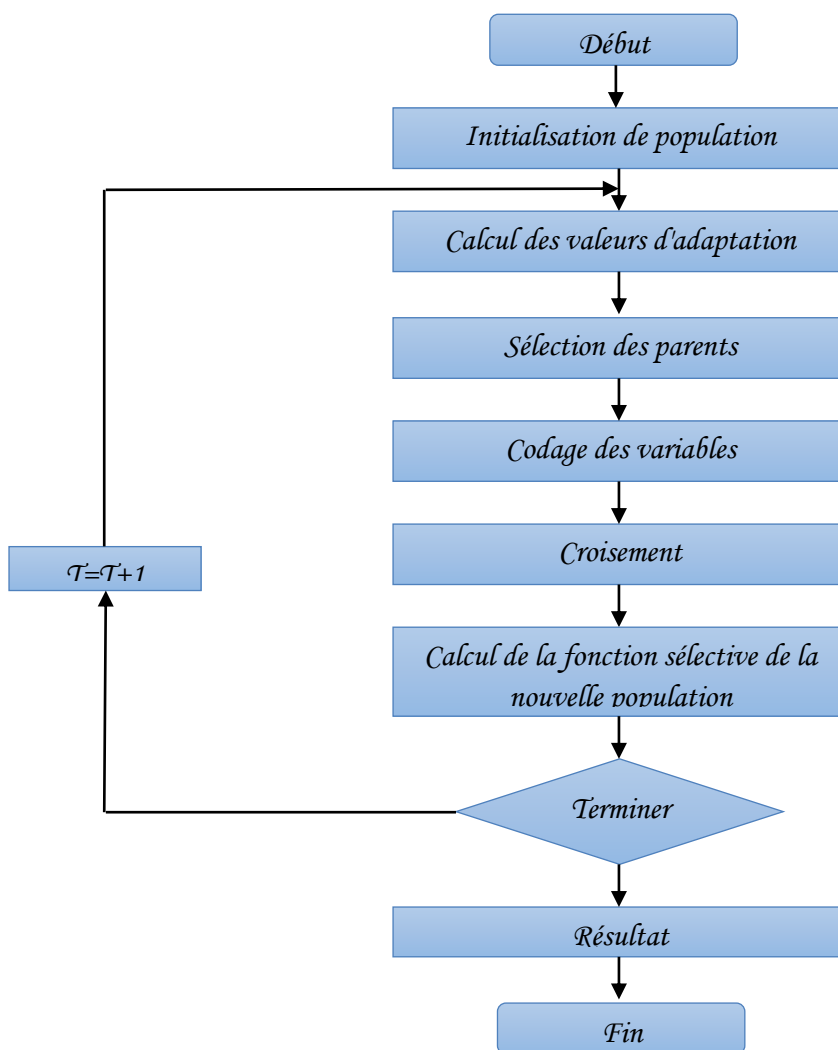 Début
Initialisation de population
Calcul des valeurs d'adaptation
Sélection des parents
Codage des variables
Croisement
T=T+1
Calcul de la fonction sélective de la
nouvelle population
Terminer
Résultat
Fin